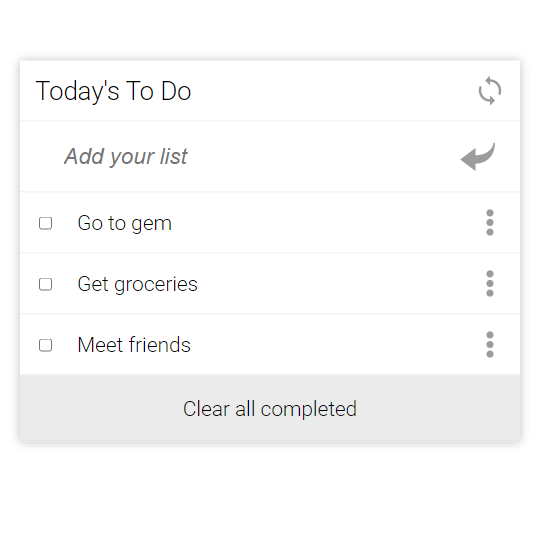 Today's To Do
Add your list
Go to gem
Get groceries
Meet friends
Clear all completed